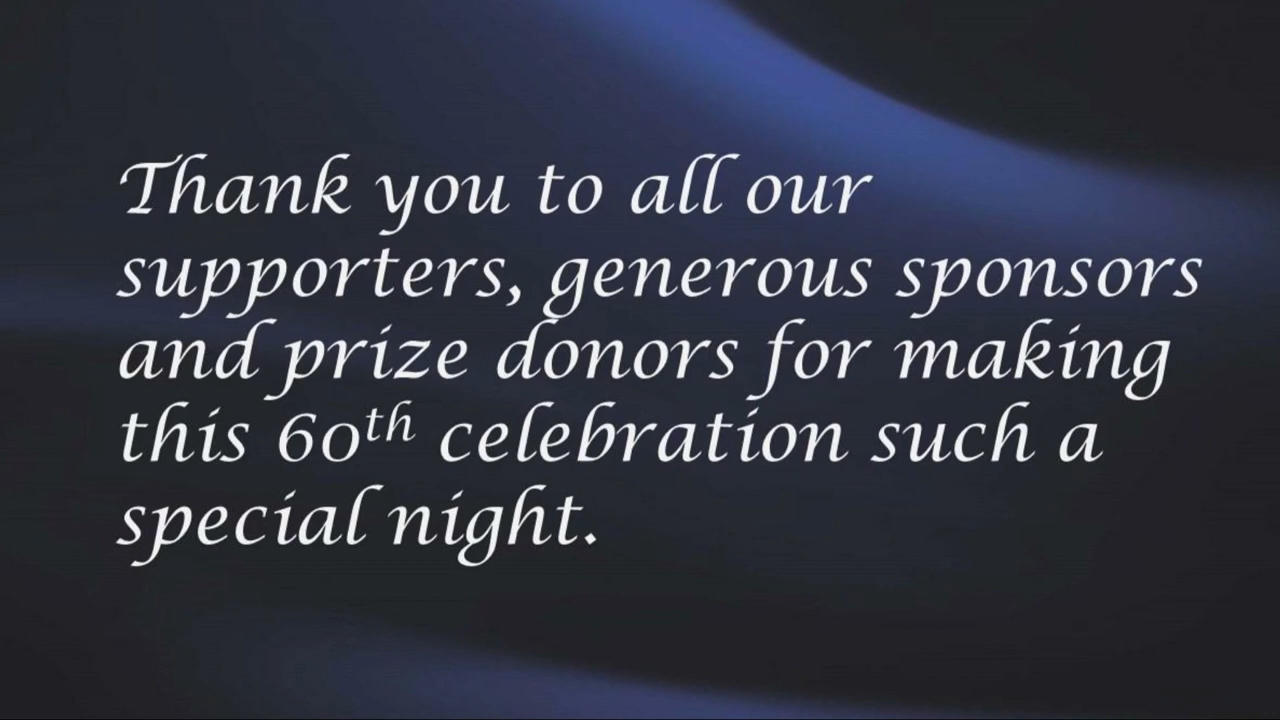 Thank you to all our
supporters, generous sponsors
and prize donors for making
this 60th celebration such a
special night.